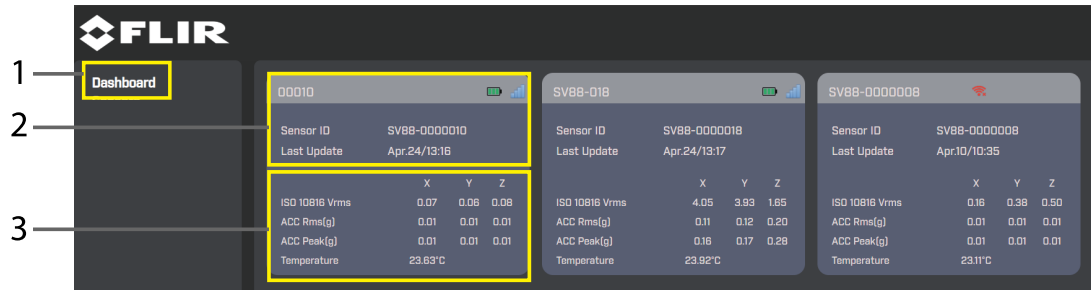 FLIR
1
Dashboard
2
3
00010
Sensor ID SV88-0000010
Last Update Apr.24/13:16
X Y Z
ISO 10816 Vrms 0.07 0.06 0.08
ACC Rms(g) 0.01 0.01 0.01
ACC Peak(g) 0.01 0.01 0.01
Temperature 23.63°C
SV88-018
Sensor ID SV88-0000018
Last Update Apr.24/13:17
X Y Z
ISO 10816 Vrms 4.05 3.93 1.65
ACC Rms(g) 0.11 0.12 0.20
ACC Peak(g) 0.16 0.17 0.28
Temperature 23.92°C
SV88-0000008
Sensor ID SV88-0000008
Last Update Apr.10/10:35
X Y Z
ISO 10816 Vrms 0.16 0.38 0.50
ACC Rms(g) 0.01 0.01 0.01
ACC Peak(g) 0.01 0.01 0.01
Temperature 23.11°C